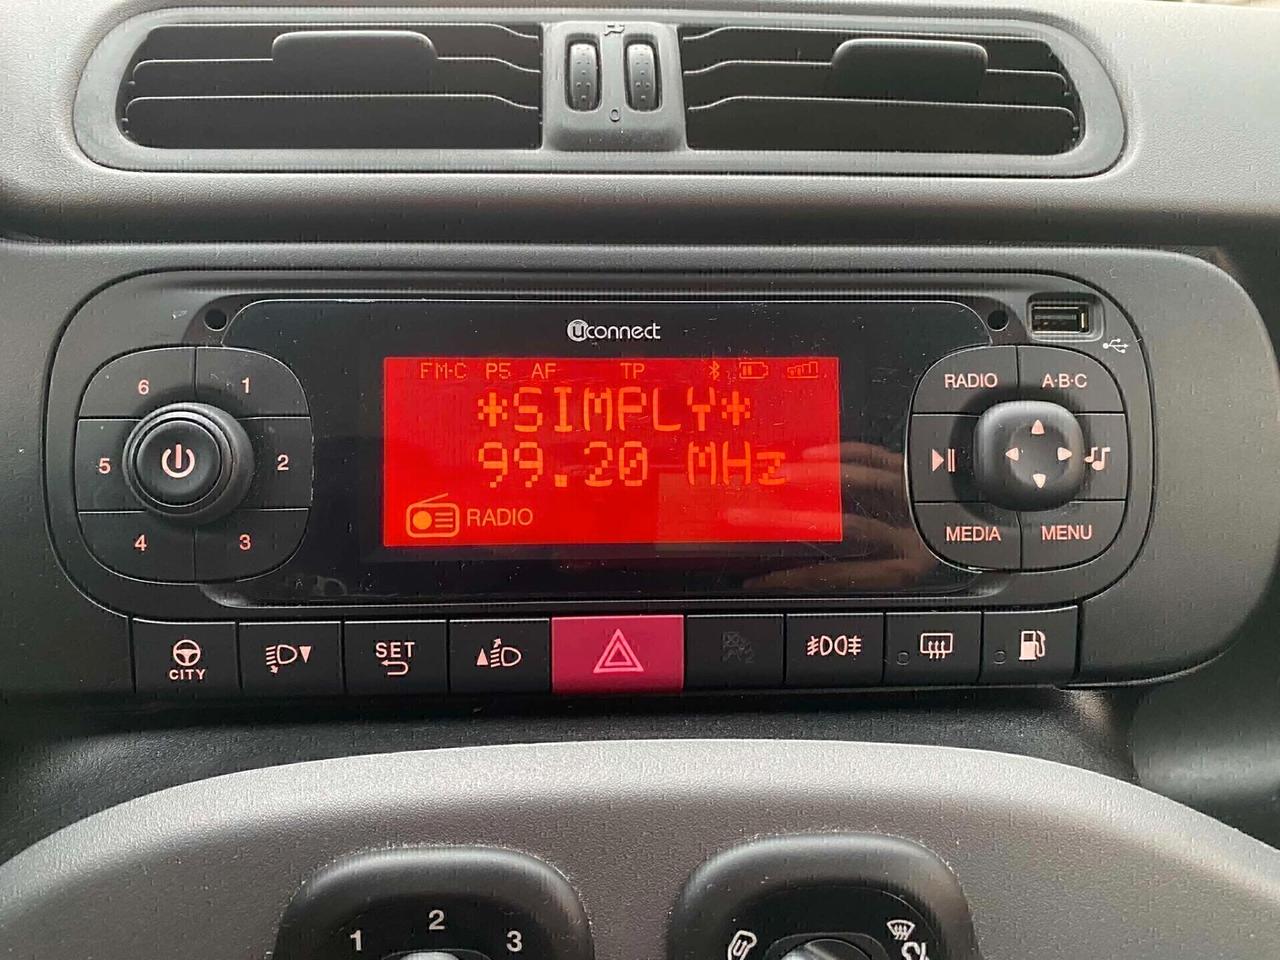 uconnect
FM-C P5 AF TP
*SIMPLY*
99.20 MHz
RADIO
6 1
5 2
4 3
RADIO A·B·C
MEDIA MENU
CITY
SET
0
1 2 3